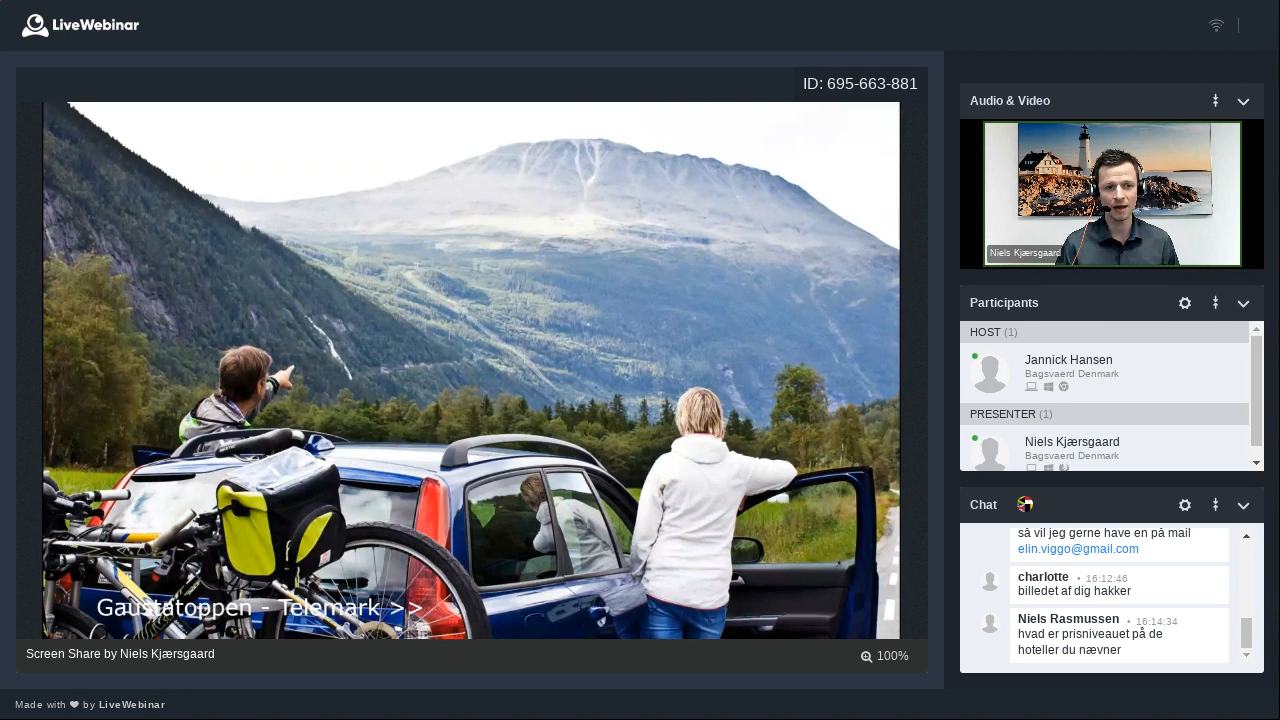 LiveWebinar
ID: 695-663-881
Gaustatoppen - Telemark >>
Screen Share by Niels Kjærsgaard
100%
Audio & Video
Niels Kjærsgaard
Participants
HOST (1)
Jannick Hansen
Bagsvaerd Denmark
PRESENTER (1)
Niels Kjærsgaard
Bagsvaerd Denmark
Chat
så vil jeg gerne have en på mail
elin.viggo@gmail.com
charlotte • 16:12:46
billedet af dig hakker
Niels Rasmussen • 16:14:34
hvad er prisniveauet på de
hoteller du nævner
Made with ❤ by LiveWebinar